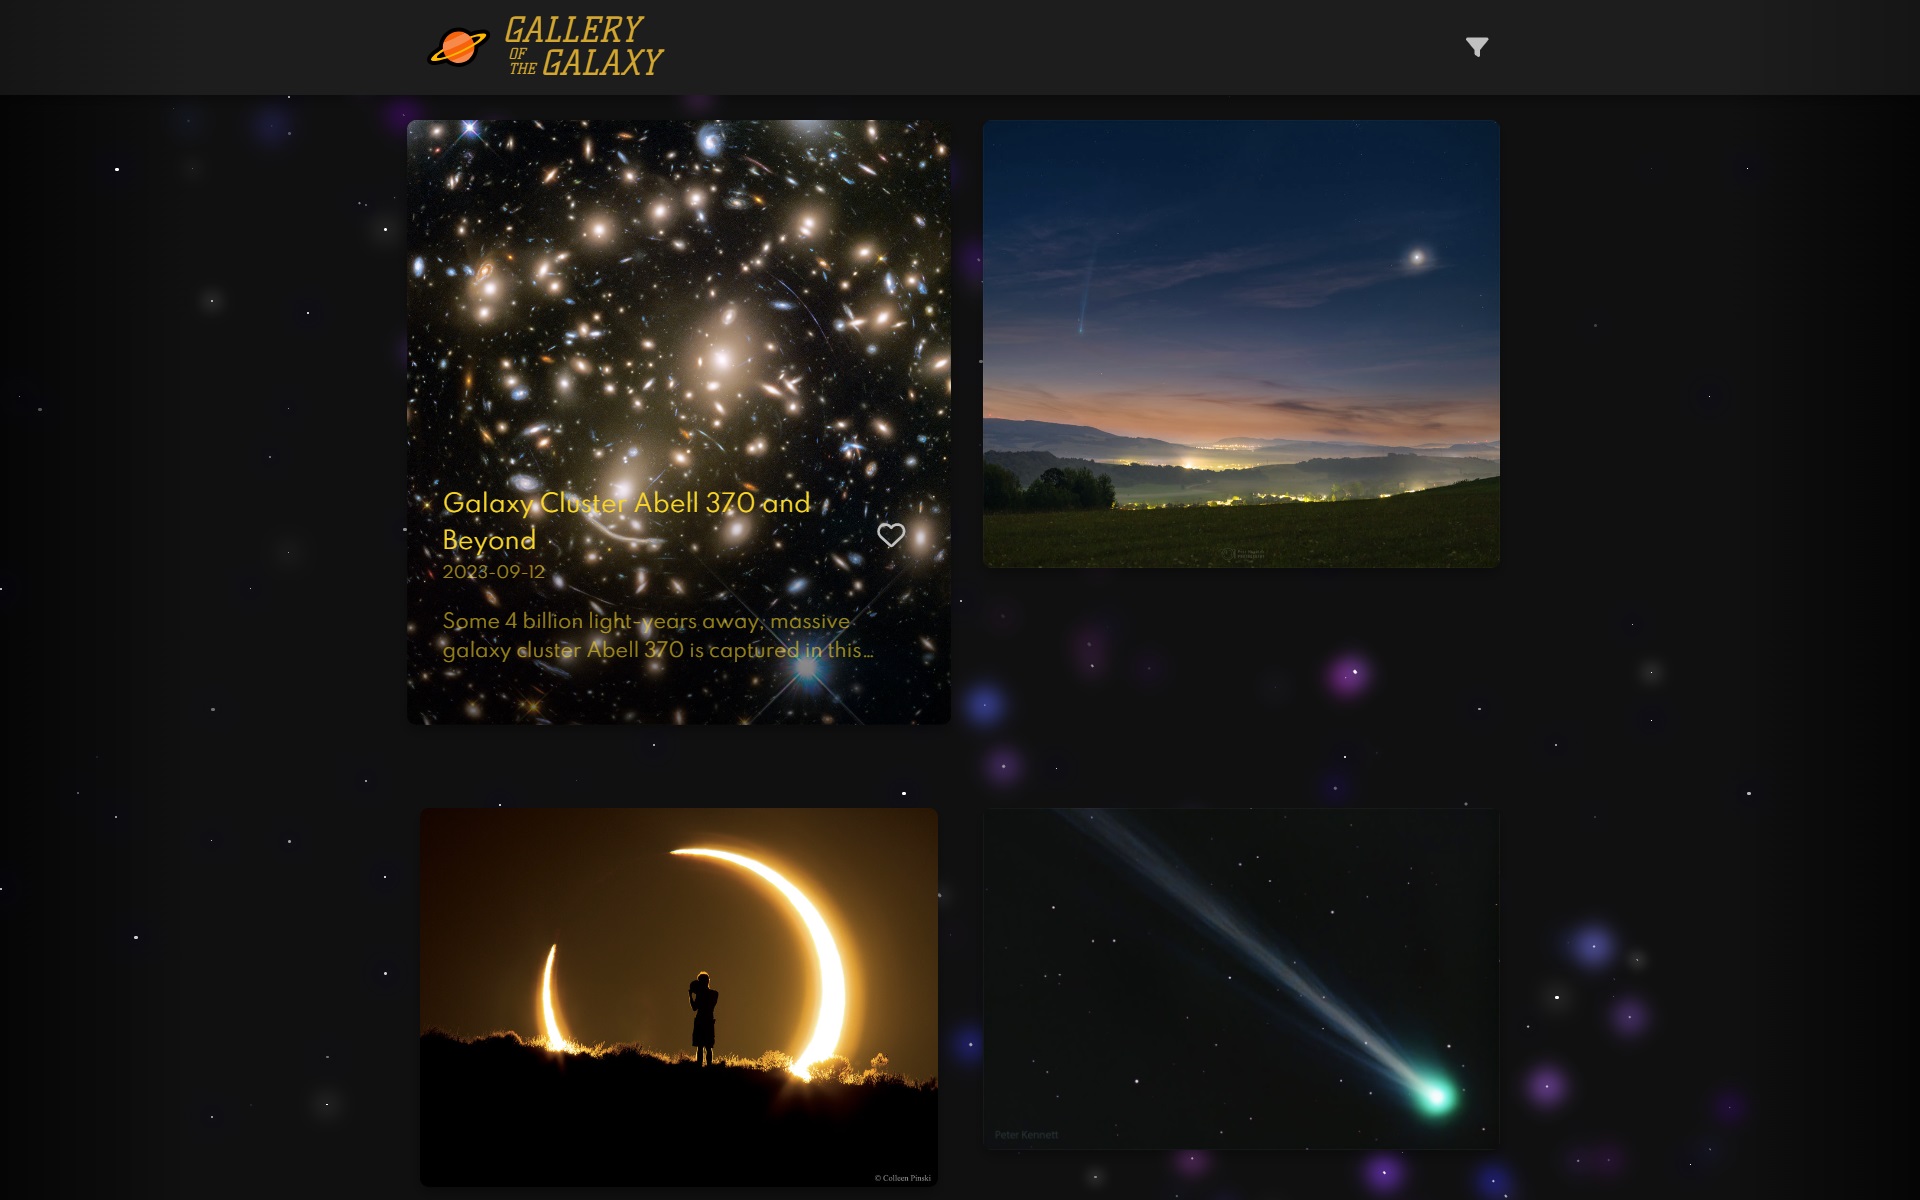 GALLERY
OF
THE GALAXY
Galaxy Cluster Abell 370 and
Beyond
2023-09-12
Some 4 billion light-years away, massive
galaxy cluster Abell 370 is captured in this...
Peter Kennett
© Colleen Pinski